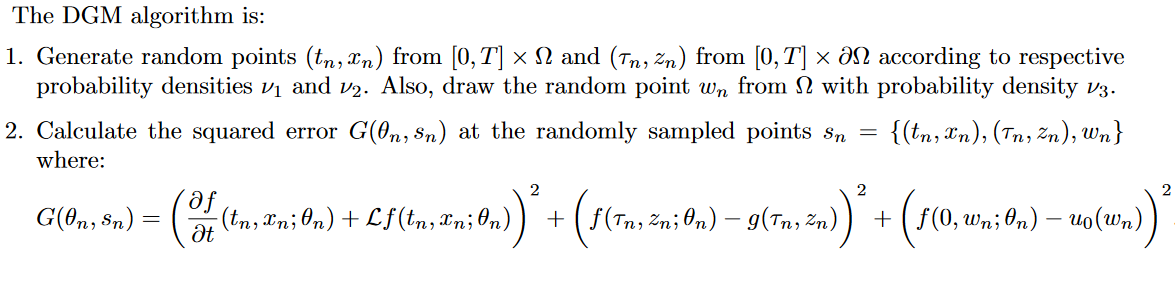 The DGM algorithm is:
1. Generate random points (tₙ, xₙ) from [0, T] × Ω and (τₙ, zₙ) from [0, T] × ∂Ω according to respective
probability densities ν₁ and ν₂. Also, draw the random point wₙ from Ω with probability density ν₃.
2. Calculate the squared error G(θₙ, sₙ) at the randomly sampled points sₙ = {(tₙ, xₙ), (τₙ, zₙ), wₙ}
where:
G(θₙ, sₙ) = (∂f/∂t (tₙ, xₙ; θₙ) + ℒf(tₙ, xₙ; θₙ))² + (f(τₙ, zₙ; θₙ) − g(τₙ, zₙ))² + (f(0, wₙ; θₙ) − u₀(wₙ))²